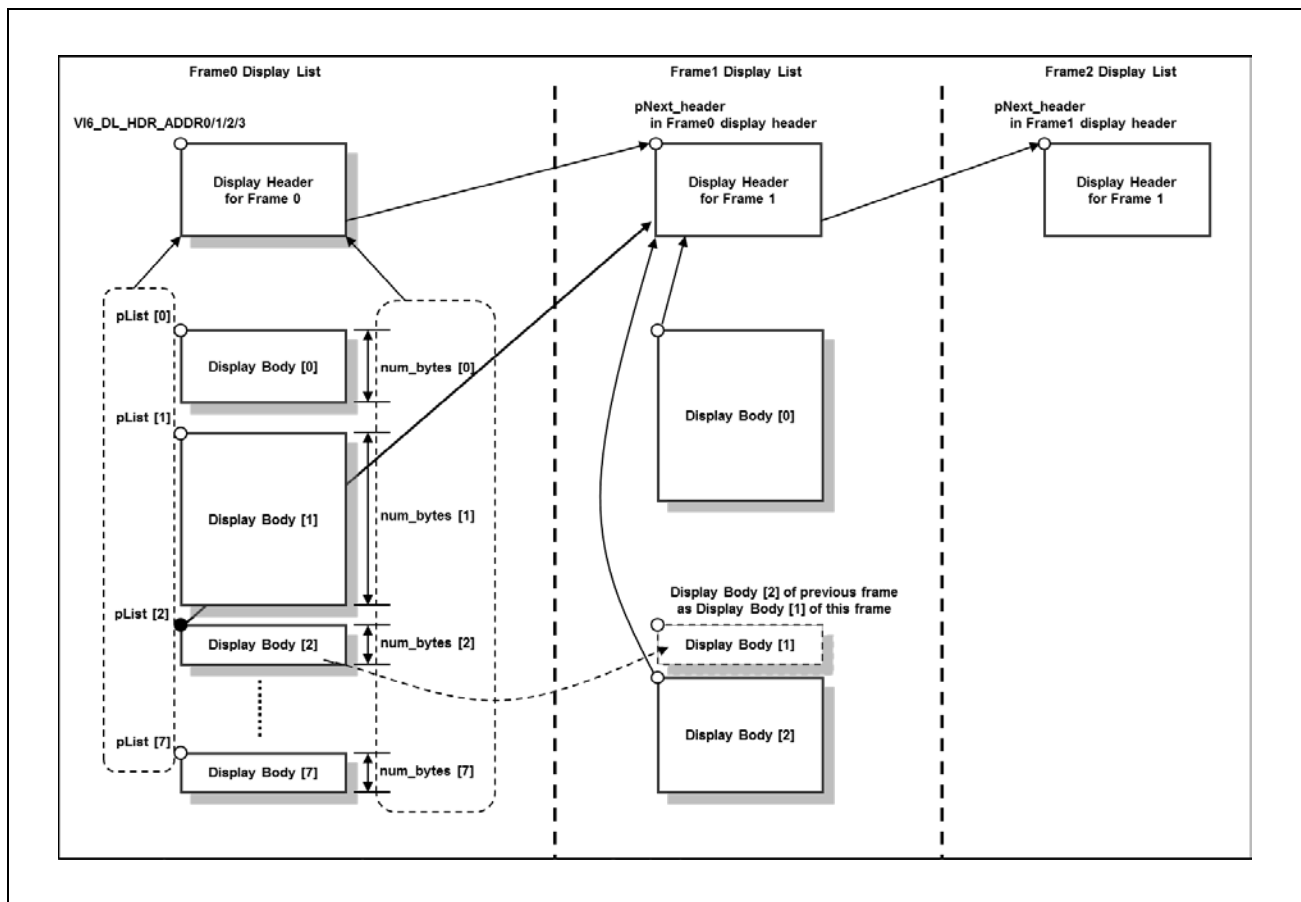 Frame0 Display List
Frame1 Display List
Frame2 Display List
VI6_DL_HDR_ADDR0/1/2/3
pNext_header
in Frame0 display header
pNext_header
in Frame1 display header
Display Header
for Frame 0
Display Header
for Frame 1
Display Header
for Frame 1
pList [0]
Display Body [0]
num_bytes [0]
pList [1]
Display Body [1]
num_bytes [1]
pList [2]
Display Body [2]
num_bytes [2]
pList [7]
Display Body [7]
num_bytes [7]
Display Body [0]
Display Body [2] of previous frame
as Display Body [1] of this frame
Display Body [1]
Display Body [2]